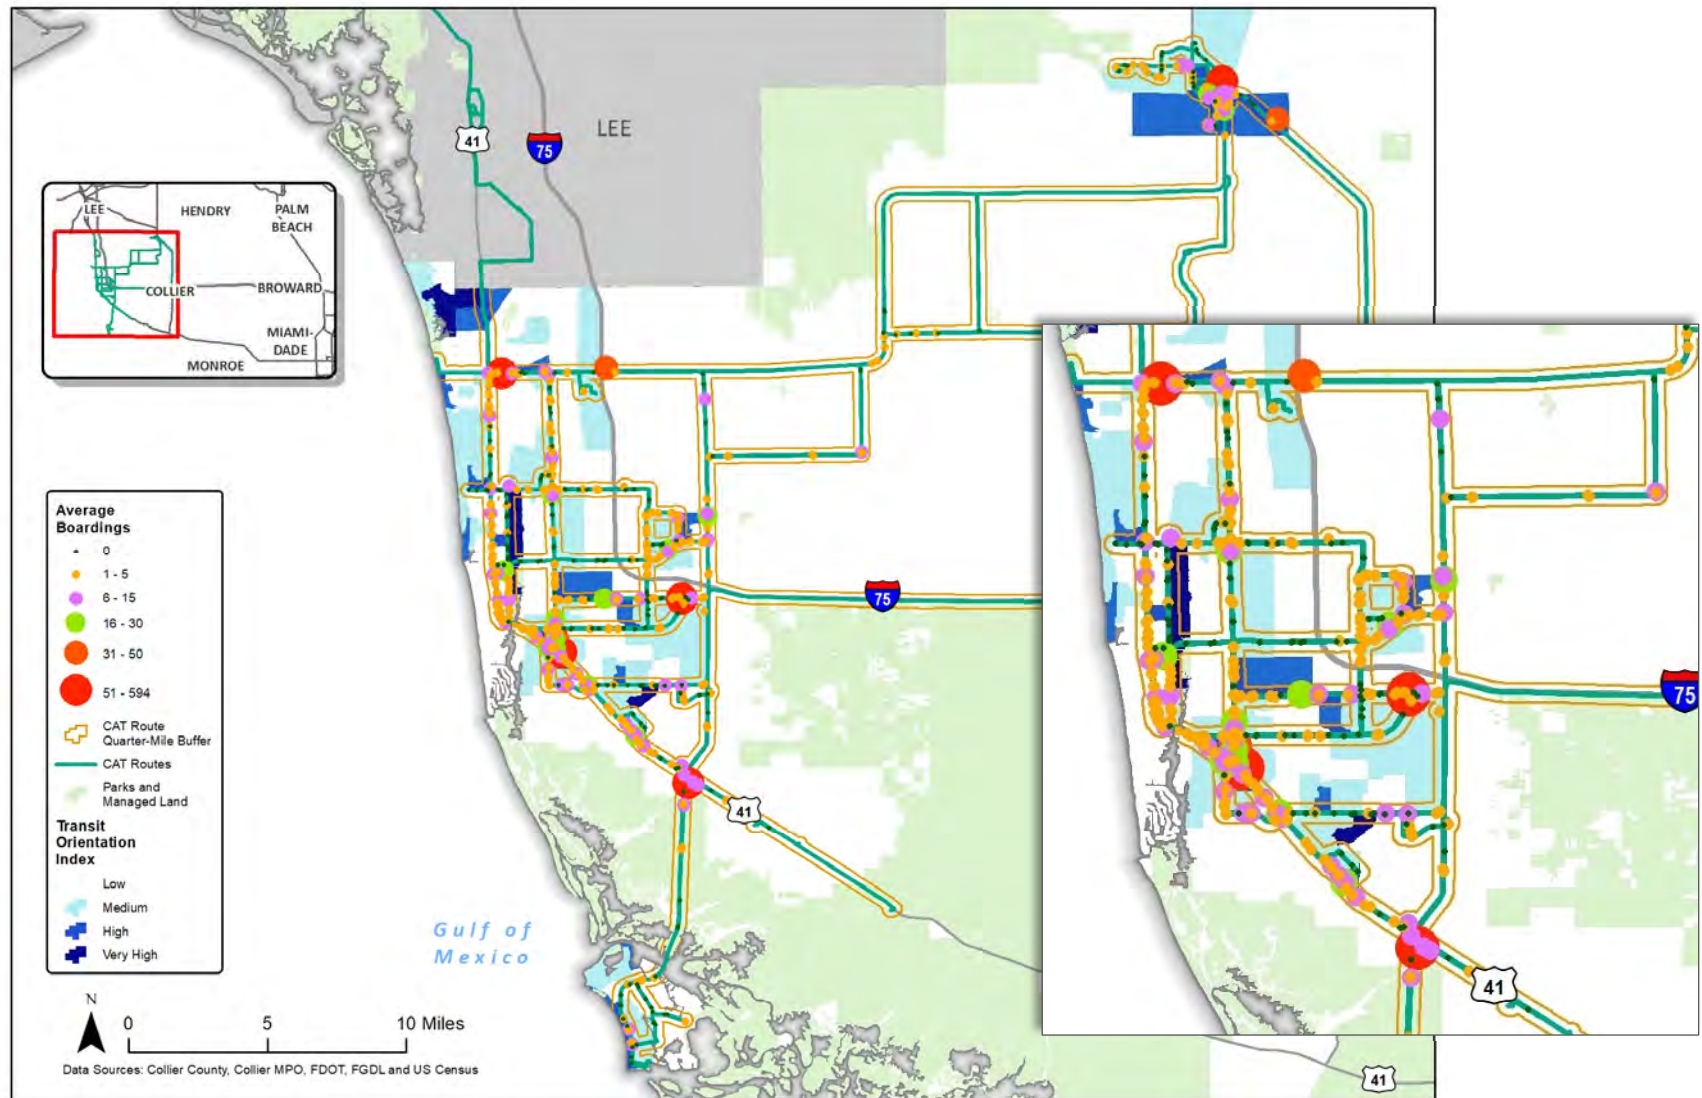 41
75
LEE
LEE
HENDRY
PALM
BEACH
COLLIER
BROWARD
MIAMI-
DADE
MONROE
Average
Boardings
0
1 - 5
6 - 15
16 - 30
31 - 50
51 - 594
CAT Route
Quarter-Mile Buffer
CAT Routes
Parks and
Managed Land
Transit
Orientation
Index
Low
Medium
High
Very High
75
75
41
41
Gulf of
Mexico
N
0 5 10 Miles
Data Sources: Collier County, Collier MPO, FDOT, FGDL and US Census
41